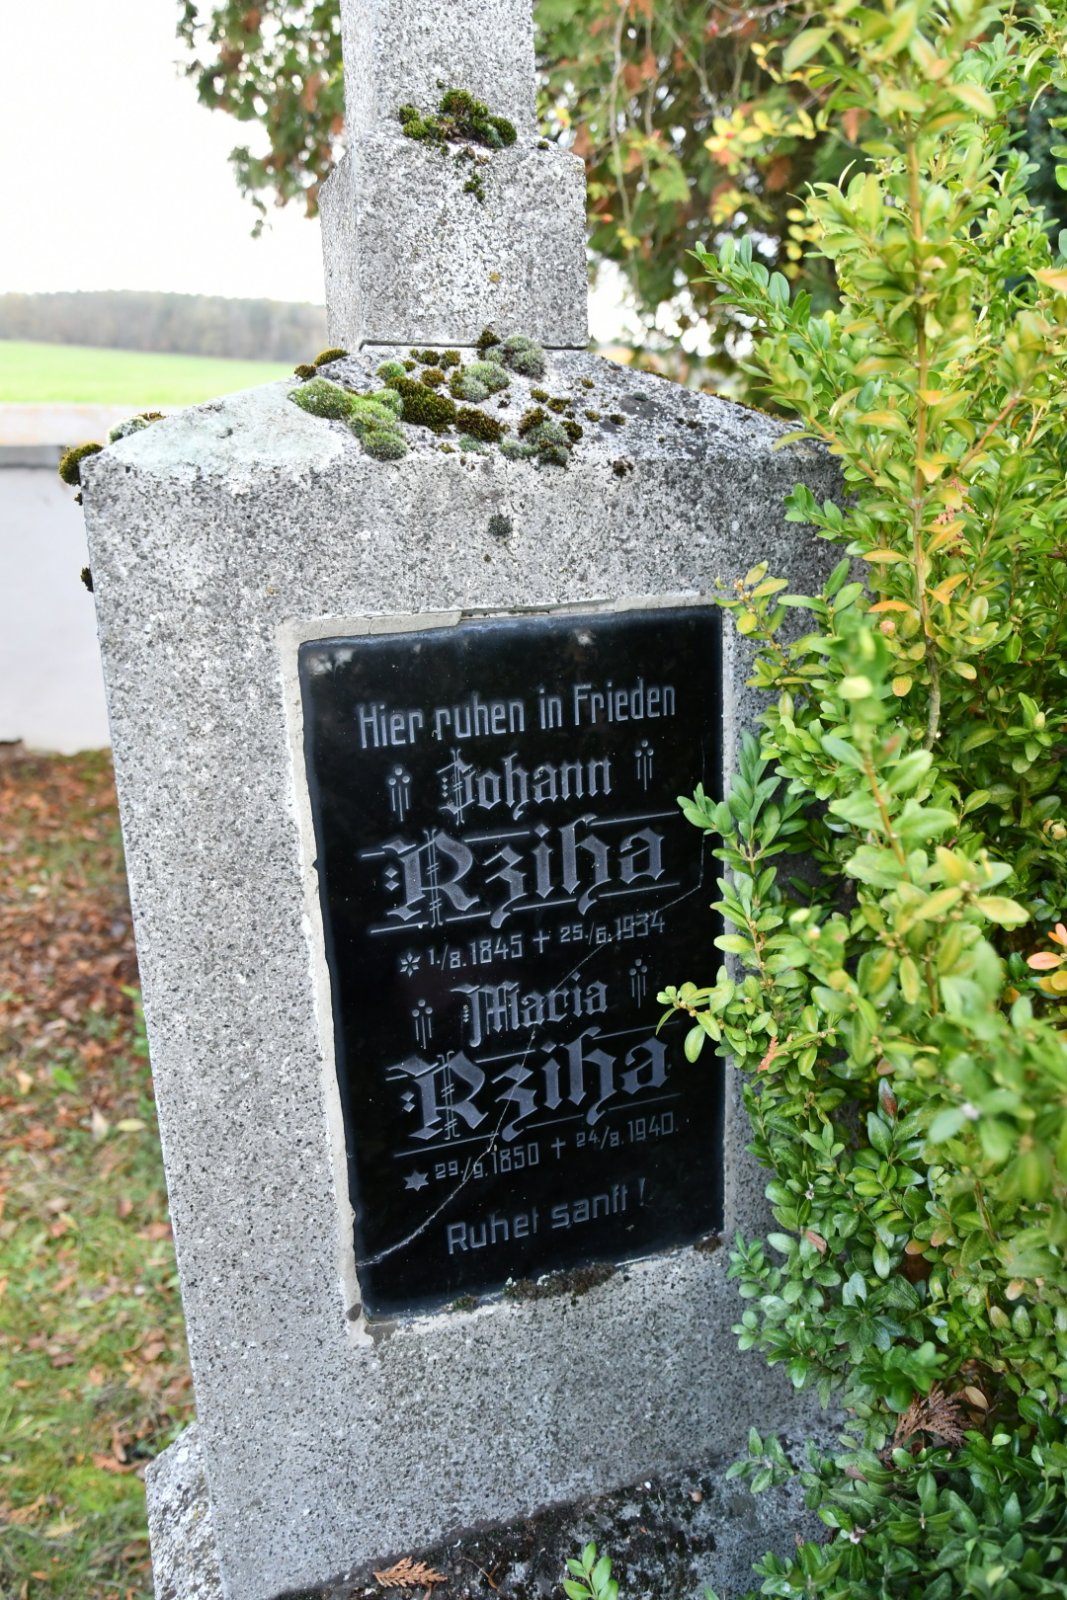 Hier ruhen in Frieden
Johann
Rziha
* 1./8. 1845 + 25./6. 1934
Maria
Rziha
* 29./9. 1850 + 24./8. 1940.
Ruhet sanft!